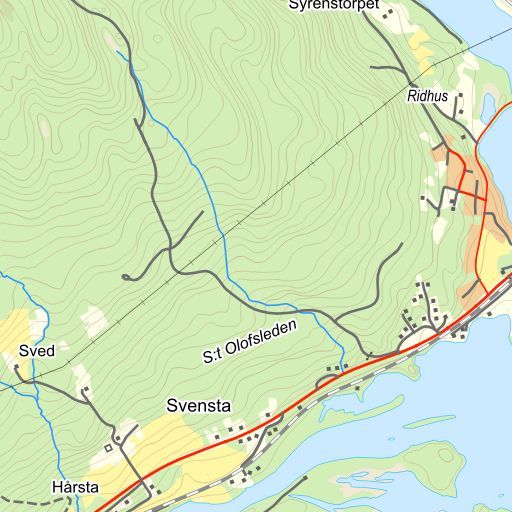 Syrenstorpet
Ridhus
S:t Olofsleden
Sved
Svensta
Hårsta